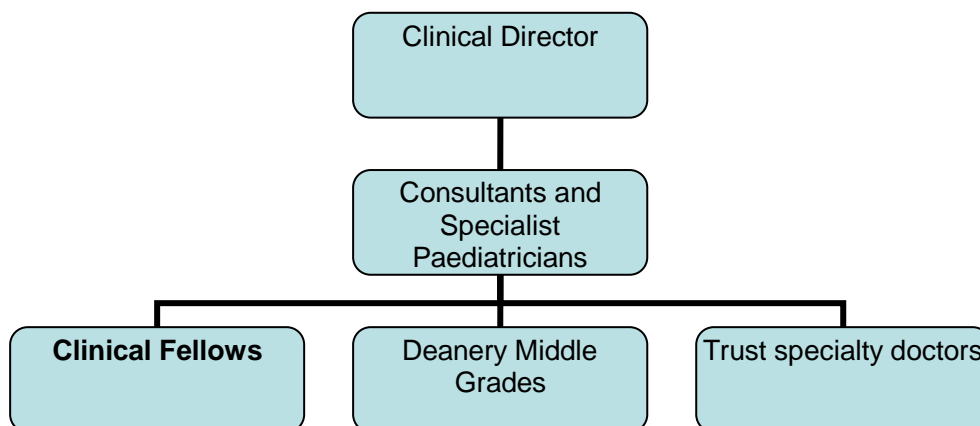 Clinical Director
Consultants and
Specialist
Paediatricians
Clinical Fellows
Deanery Middle
Grades
Trust specialty doctors